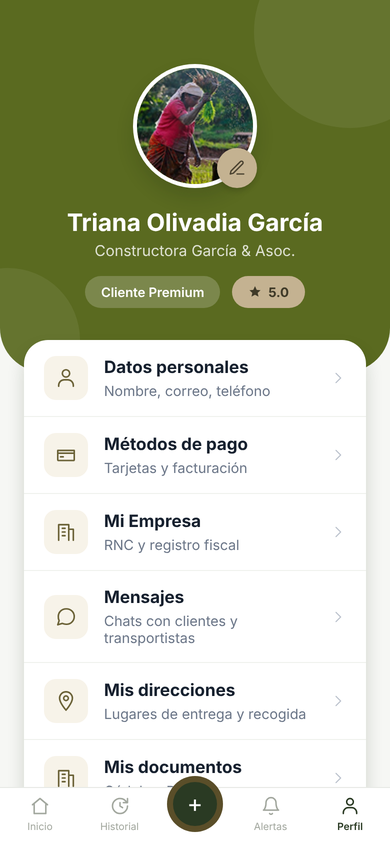 Triana Olivadia García
Constructora García & Asoc.
Cliente Premium
★ 5.0
Datos personales
Nombre, correo, teléfono
Métodos de pago
Tarjetas y facturación
Mi Empresa
RNC y registro fiscal
Mensajes
Chats con clientes y
transportistas
Mis direcciones
Lugares de entrega y recogida
Mis documentos
Inicio
Historial
+
Alertas
Perfil